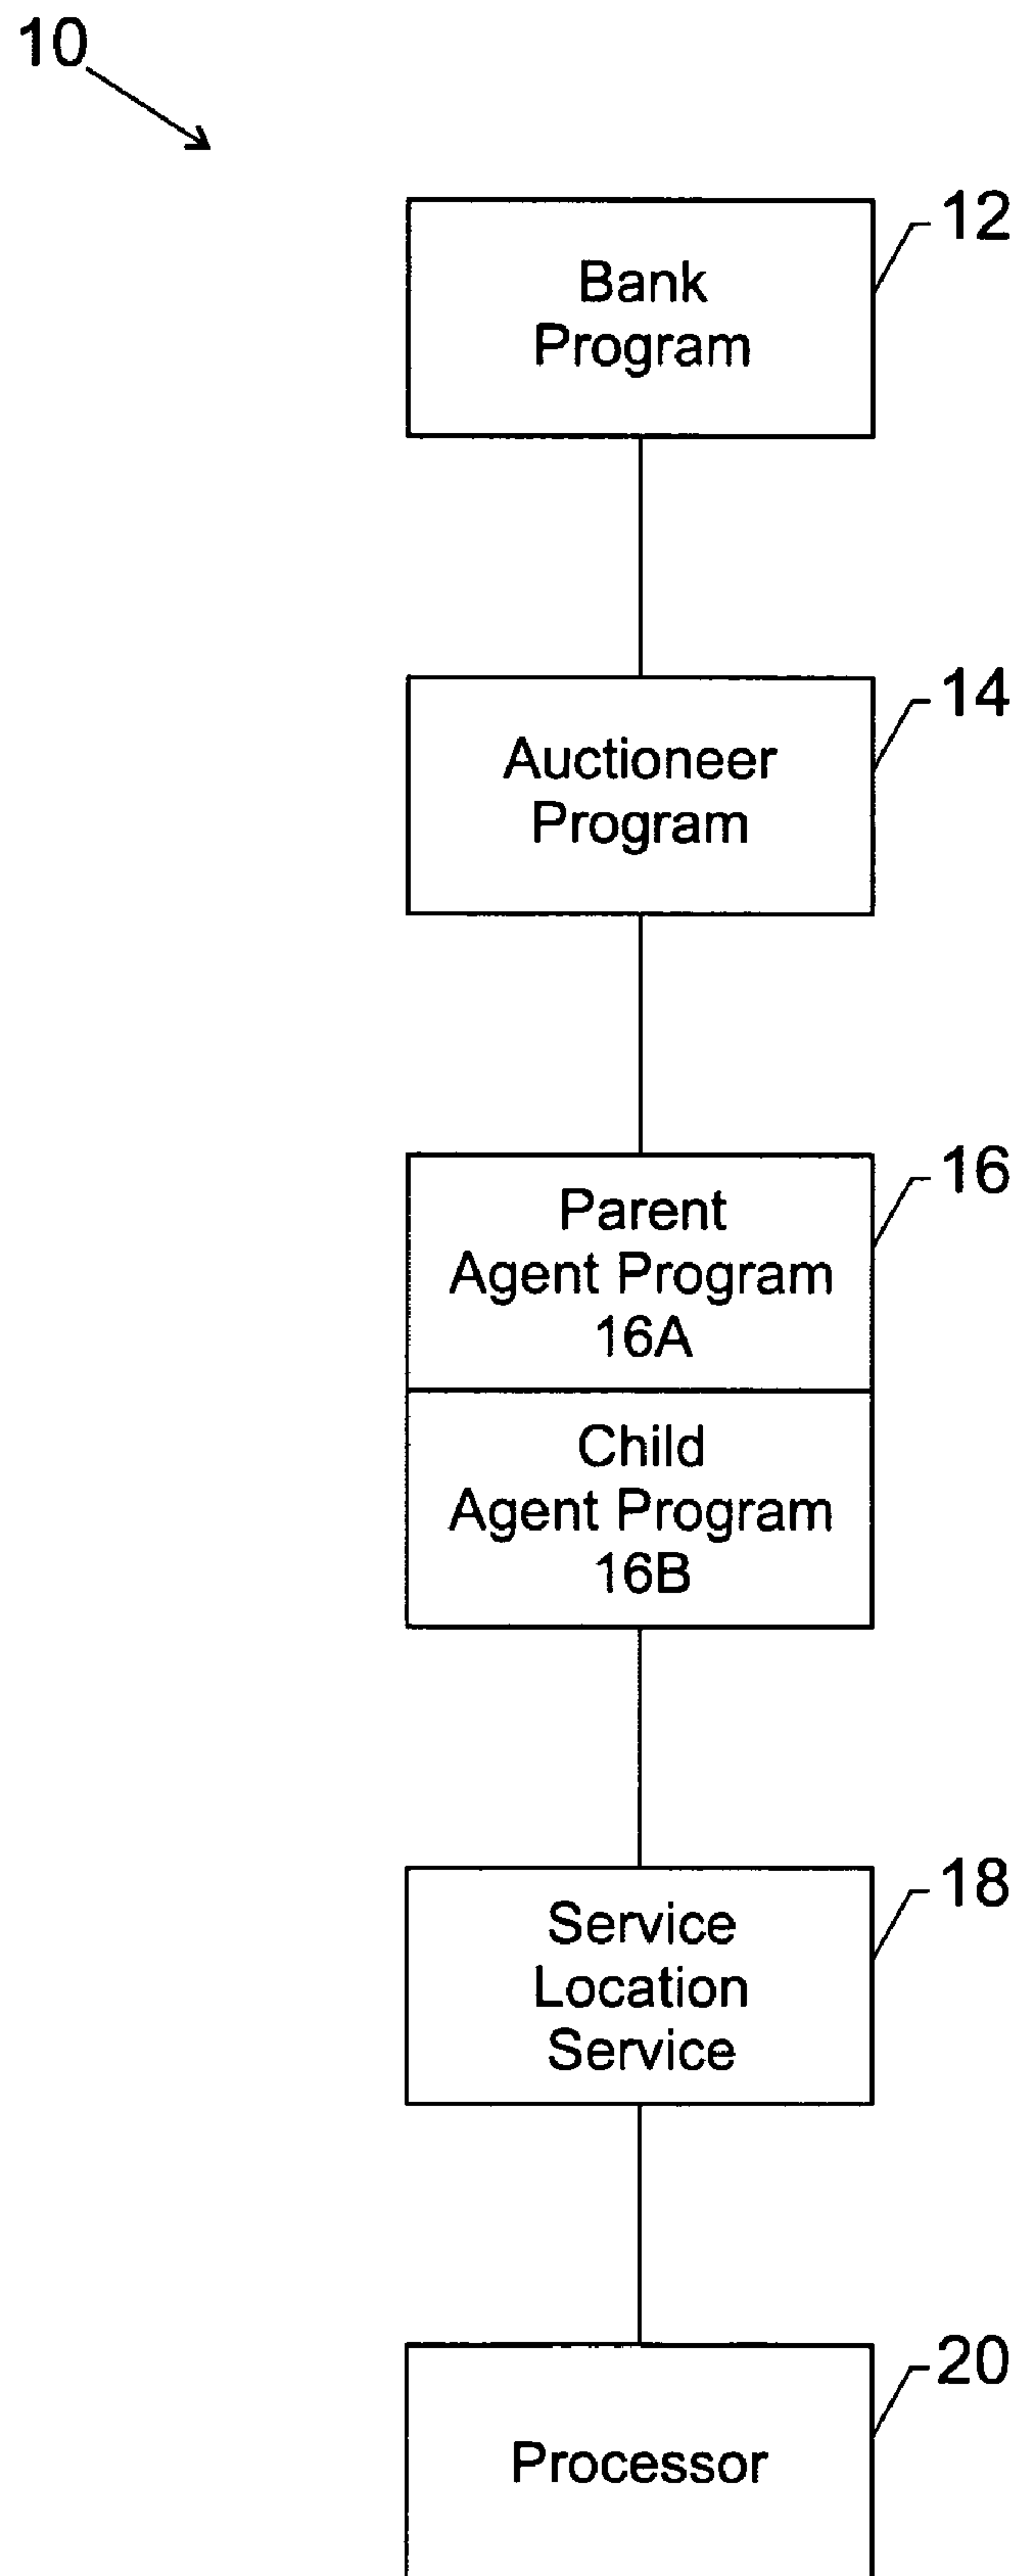 10
12
Bank
Program
14
Auctioneer
Program
16
Parent
Agent Program
16A
Child
Agent Program
16B
18
Service
Location
Service
20
Processor